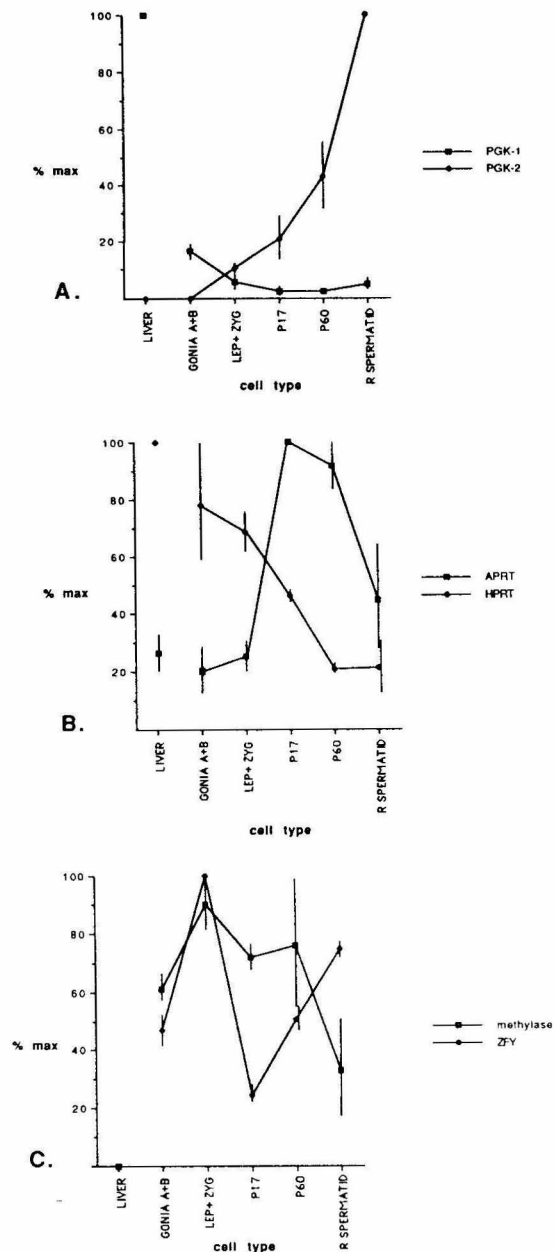 100
80
60
40
20
% max
PGK-1
PGK-2
A.
LIVER
GONIA A+B
LEP+ ZYG
P17
P60
R SPERMATID
cell type
100
80
60
40
20
% max
APRT
HPRT
B.
LIVER
GONIA A+B
LEP+ ZYG
P17
P60
R SPERMATID
cell type
100
80
60
40
20
% max
methylase
ZFY
C.
LIVER
GONIA A+B
LEP+ ZYG
P17
P60
R SPERMATID
cell type